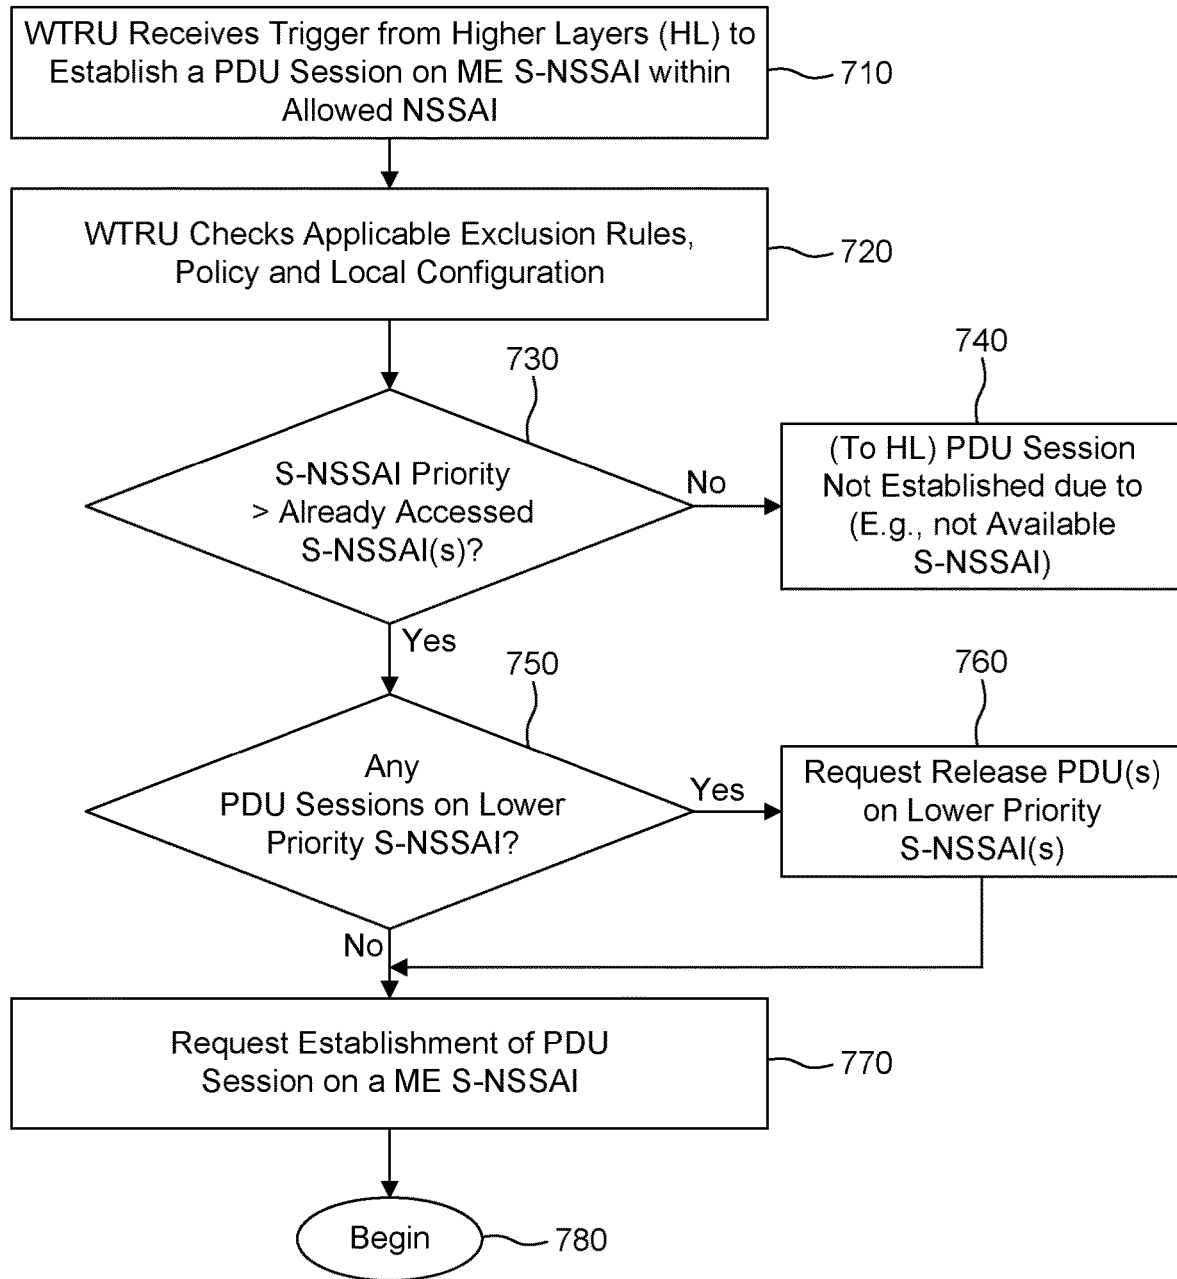 WTRU Receives Trigger from Higher Layers (HL) to
Establish a PDU Session on ME S-NSSAI within
Allowed NSSAI
710
WTRU Checks Applicable Exclusion Rules,
Policy and Local Configuration
720
730
740
S-NSSAI Priority
> Already Accessed
S-NSSAI(s)?
No
(To HL) PDU Session
Not Established due to
(E.g., not Available
S-NSSAI)
Yes
750
760
Any
PDU Sessions on Lower
Priority S-NSSAI?
Yes
Request Release PDU(s)
on Lower Priority
S-NSSAI(s)
No
Request Establishment of PDU
Session on a ME S-NSSAI
770
Begin
780